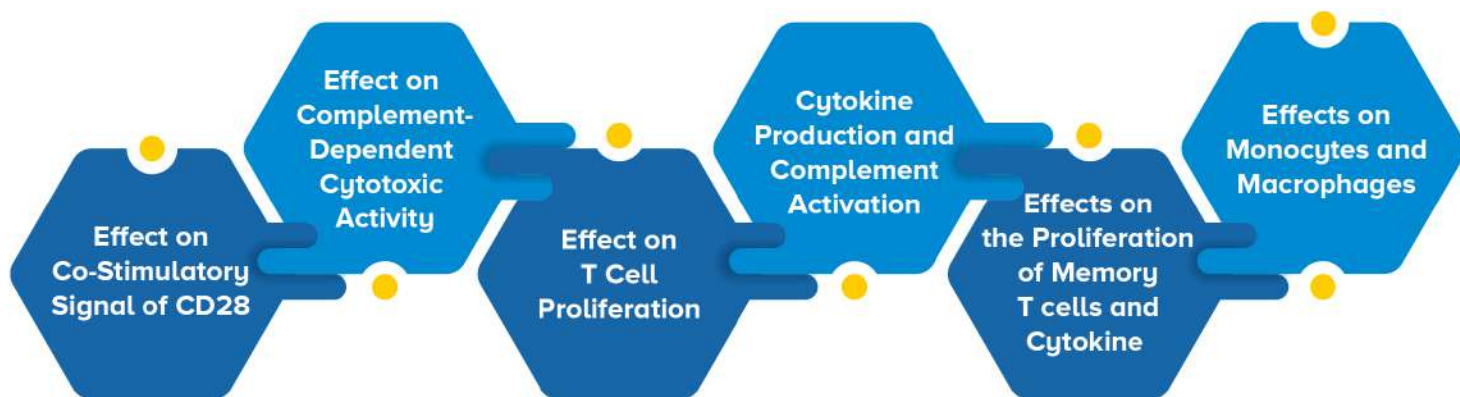 Effect on
Co-Stimulatory
Signal of CD28
Effect on
Complement-
Dependent
Cytotoxic
Activity
Effect on
T Cell
Proliferation
Cytokine
Production and
Complement
Activation
Effects on
the Proliferation
of Memory
T cells and
Cytokine
Effects on
Monocytes and
Macrophages